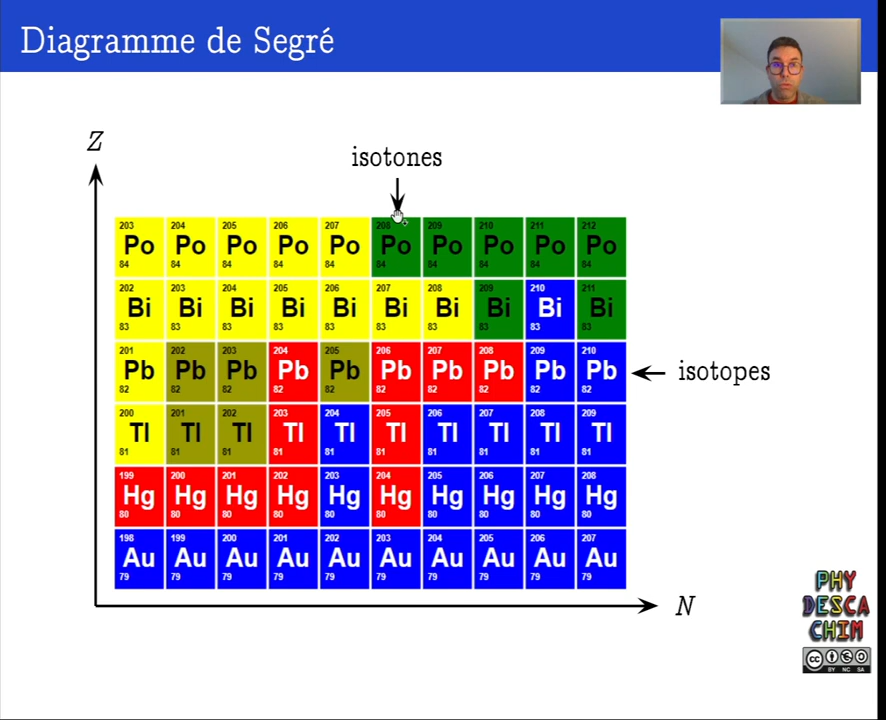 Diagramme de Segré
Z
isotones
203 204 205 206 207 208 209 210 211 212
Po Po Po Po Po Po Po Po Po Po
84 84 84 84 84 84 84 84 84 84
202 203 204 205 206 207 208 209 210 211
Bi Bi Bi Bi Bi Bi Bi Bi Bi Bi
83 83 83 83 83 83 83 83 83 83
201 202 203 204 205 206 207 208 209 210
Pb Pb Pb Pb Pb Pb Pb Pb Pb Pb
82 82 82 82 82 82 82 82 82 82
isotopes
200 201 202 203 204 205 206 207 208 209
Tl Tl Tl Tl Tl Tl Tl Tl Tl Tl
81 81 81 81 81 81 81 81 81 81
199 200 201 202 203 204 205 206 207 208
Hg Hg Hg Hg Hg Hg Hg Hg Hg Hg
80 80 80 80 80 80 80 80 80 80
198 199 200 201 202 203 204 205 206 207
Au Au Au Au Au Au Au Au Au Au
79 79 79 79 79 79 79 79 79 79
N
PHY
DESCA
CHIM
cc
BY NC SA